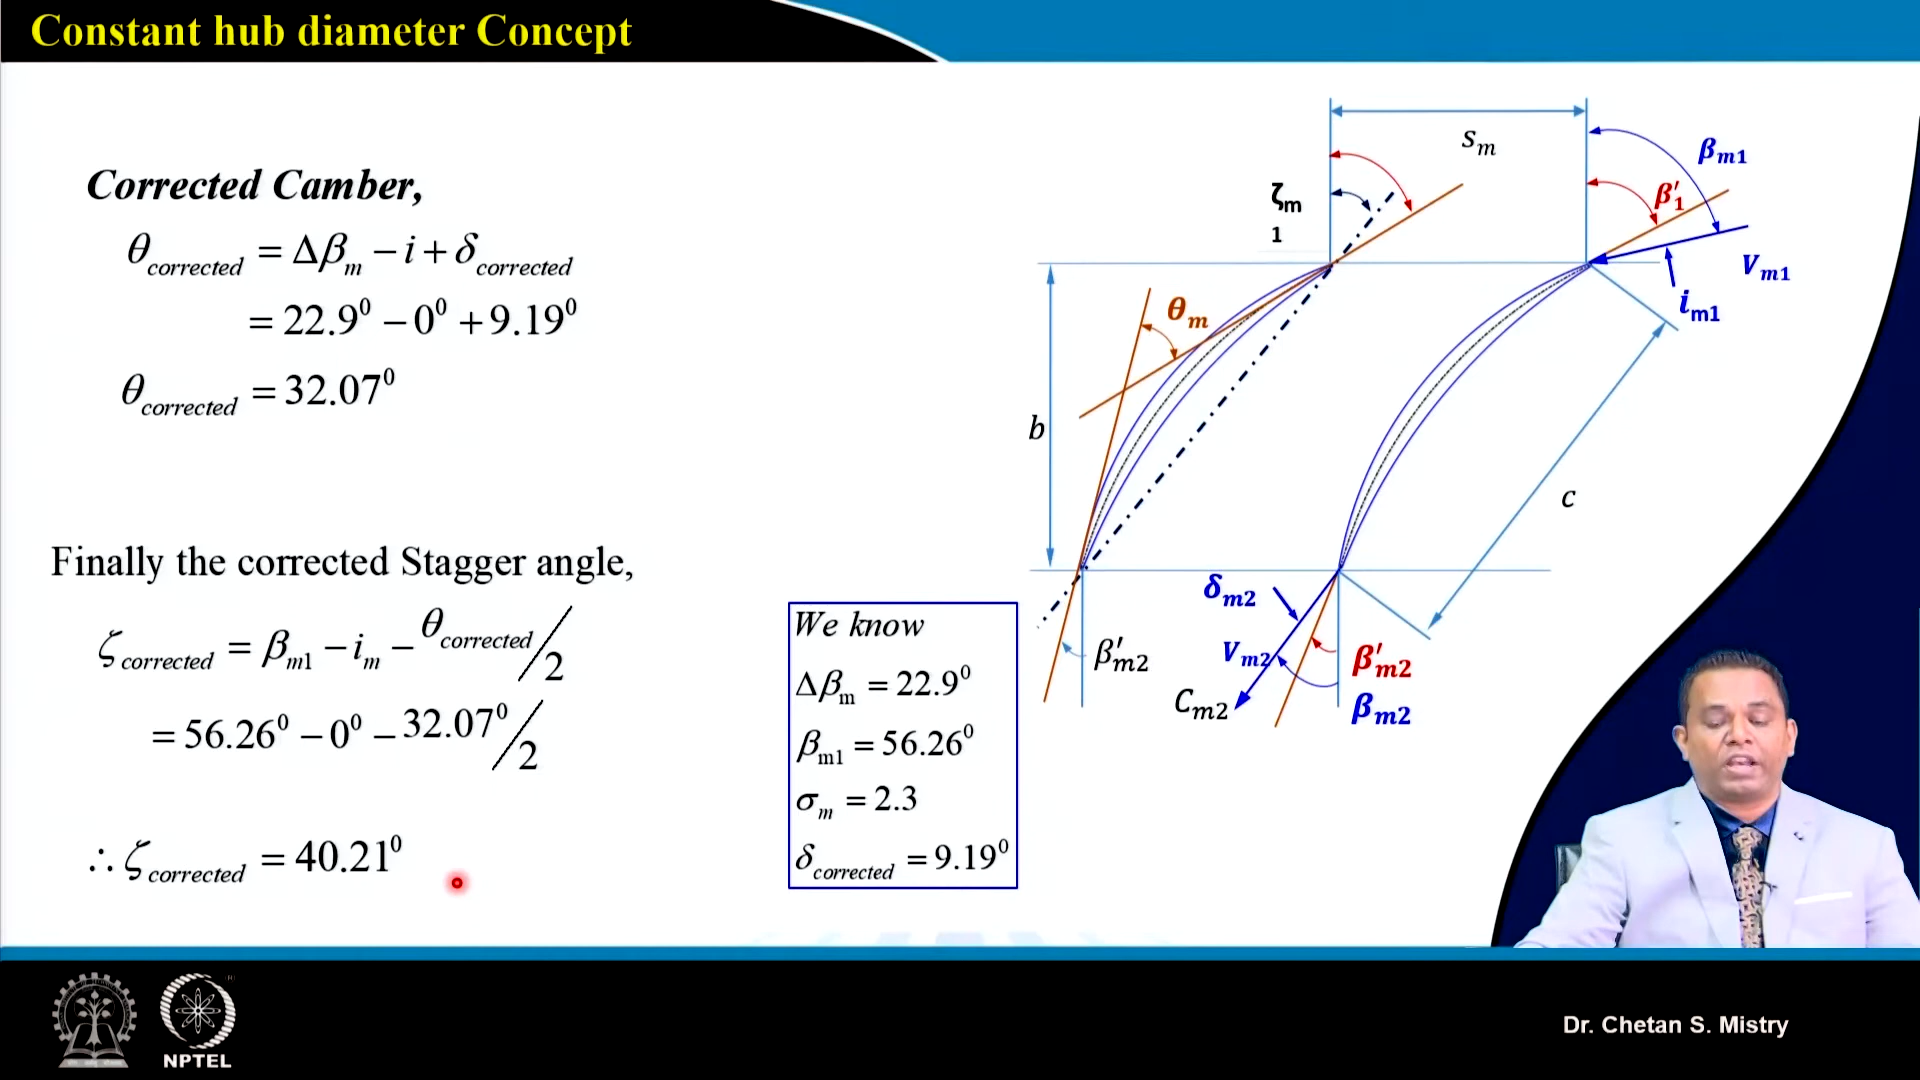 Constant hub diameter Concept
Corrected Camber,
θcorrected = Δβm − i + δcorrected
= 22.9⁰ − 0⁰ + 9.19⁰
θcorrected = 32.07⁰
Finally the corrected Stagger angle,
ζcorrected = βm1 − im − θcorrected/2
= 56.26⁰ − 0⁰ − 32.07⁰/2
∴ ζcorrected = 40.21⁰
We know
Δβm = 22.9⁰
βm1 = 56.26⁰
σm = 2.3
δcorrected = 9.19⁰
sm
ζm
1
βm1
β′1
Vm1
im1
θm
b
c
δm2
Vm2
Cm2
β′m2
β′m2
βm2
NPTEL
Dr. Chetan S. Mistry